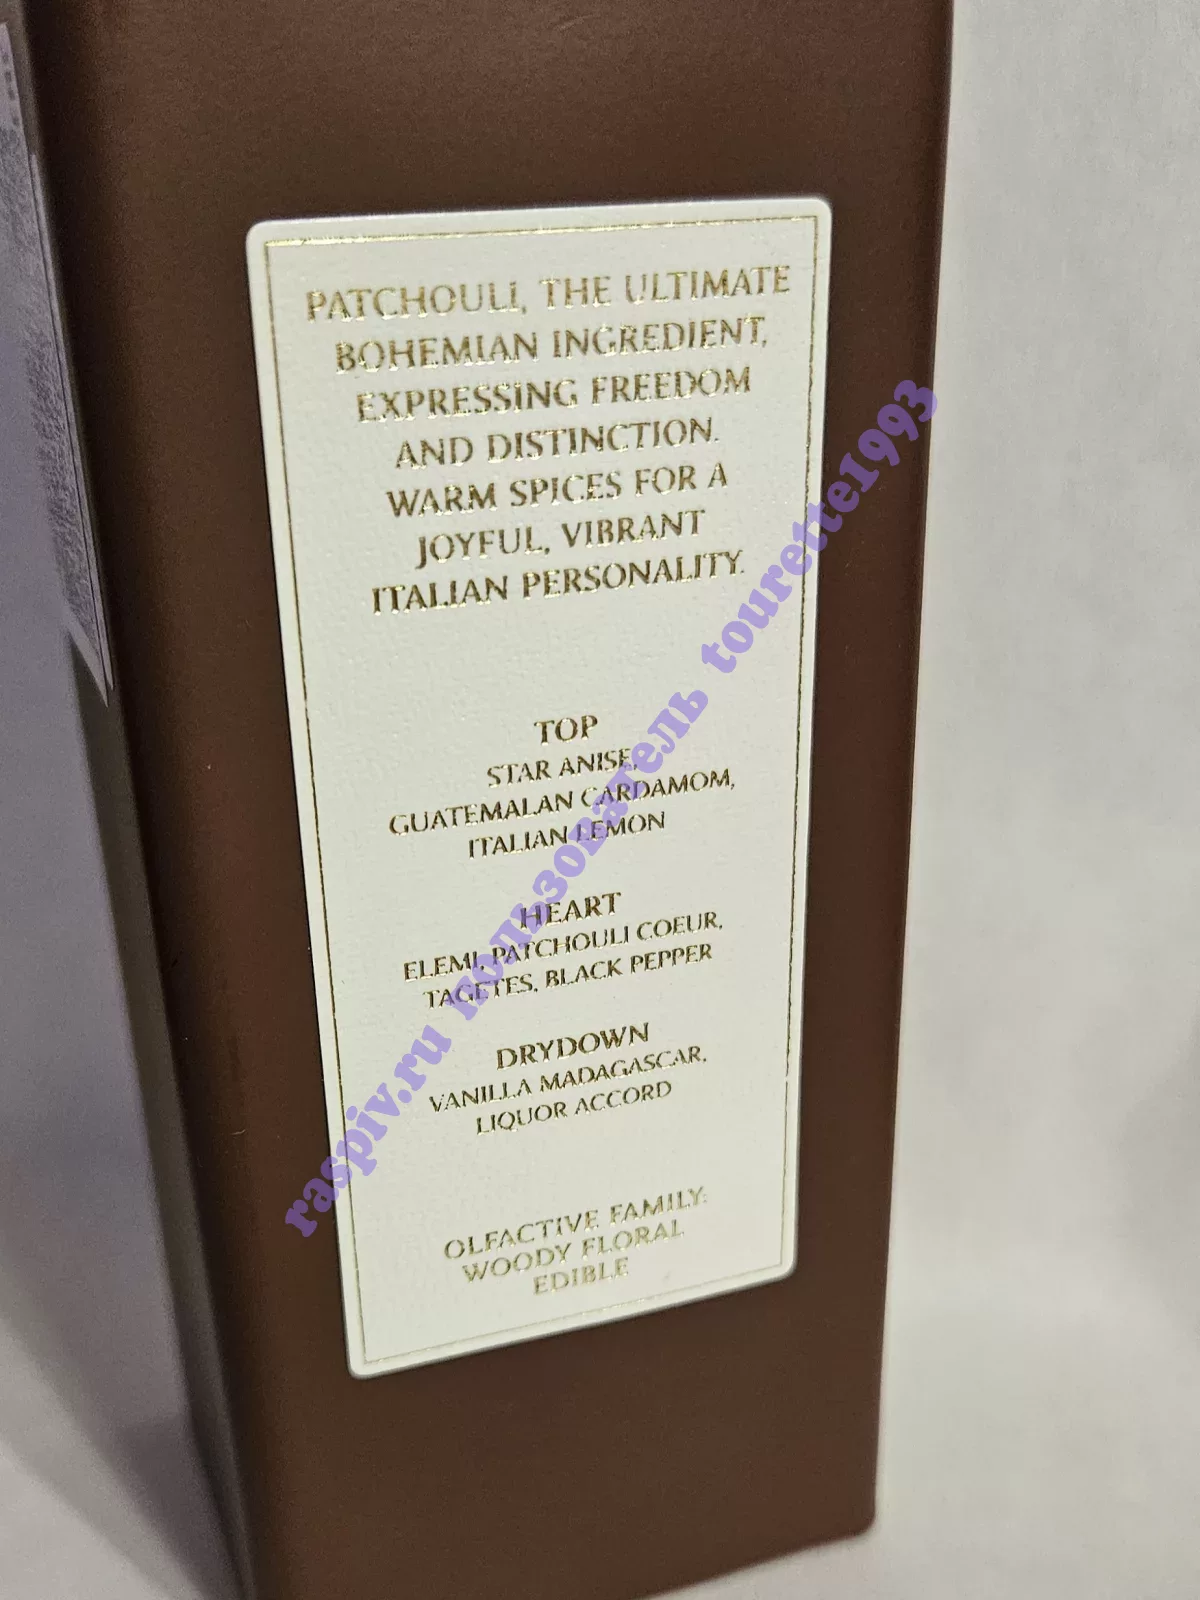 PATCHOULI, THE ULTIMATE
BOHEMIAN INGREDIENT,
EXPRESSING FREEDOM
AND DISTINCTION.
WARM SPICES FOR A
JOYFUL, VIBRANT
ITALIAN PERSONALITY.
TOP
STAR ANISE,
GUATEMALAN CARDAMOM,
ITALIAN LEMON
HEART
ELEMI, PATCHOULI COEUR,
TAGETES, BLACK PEPPER
DRYDOWN
VANILLA MADAGASCAR,
LIQUOR ACCORD
OLFACTIVE FAMILY:
WOODY FLORAL
EDIBLE
raspiv.ru пользователь tourette1993